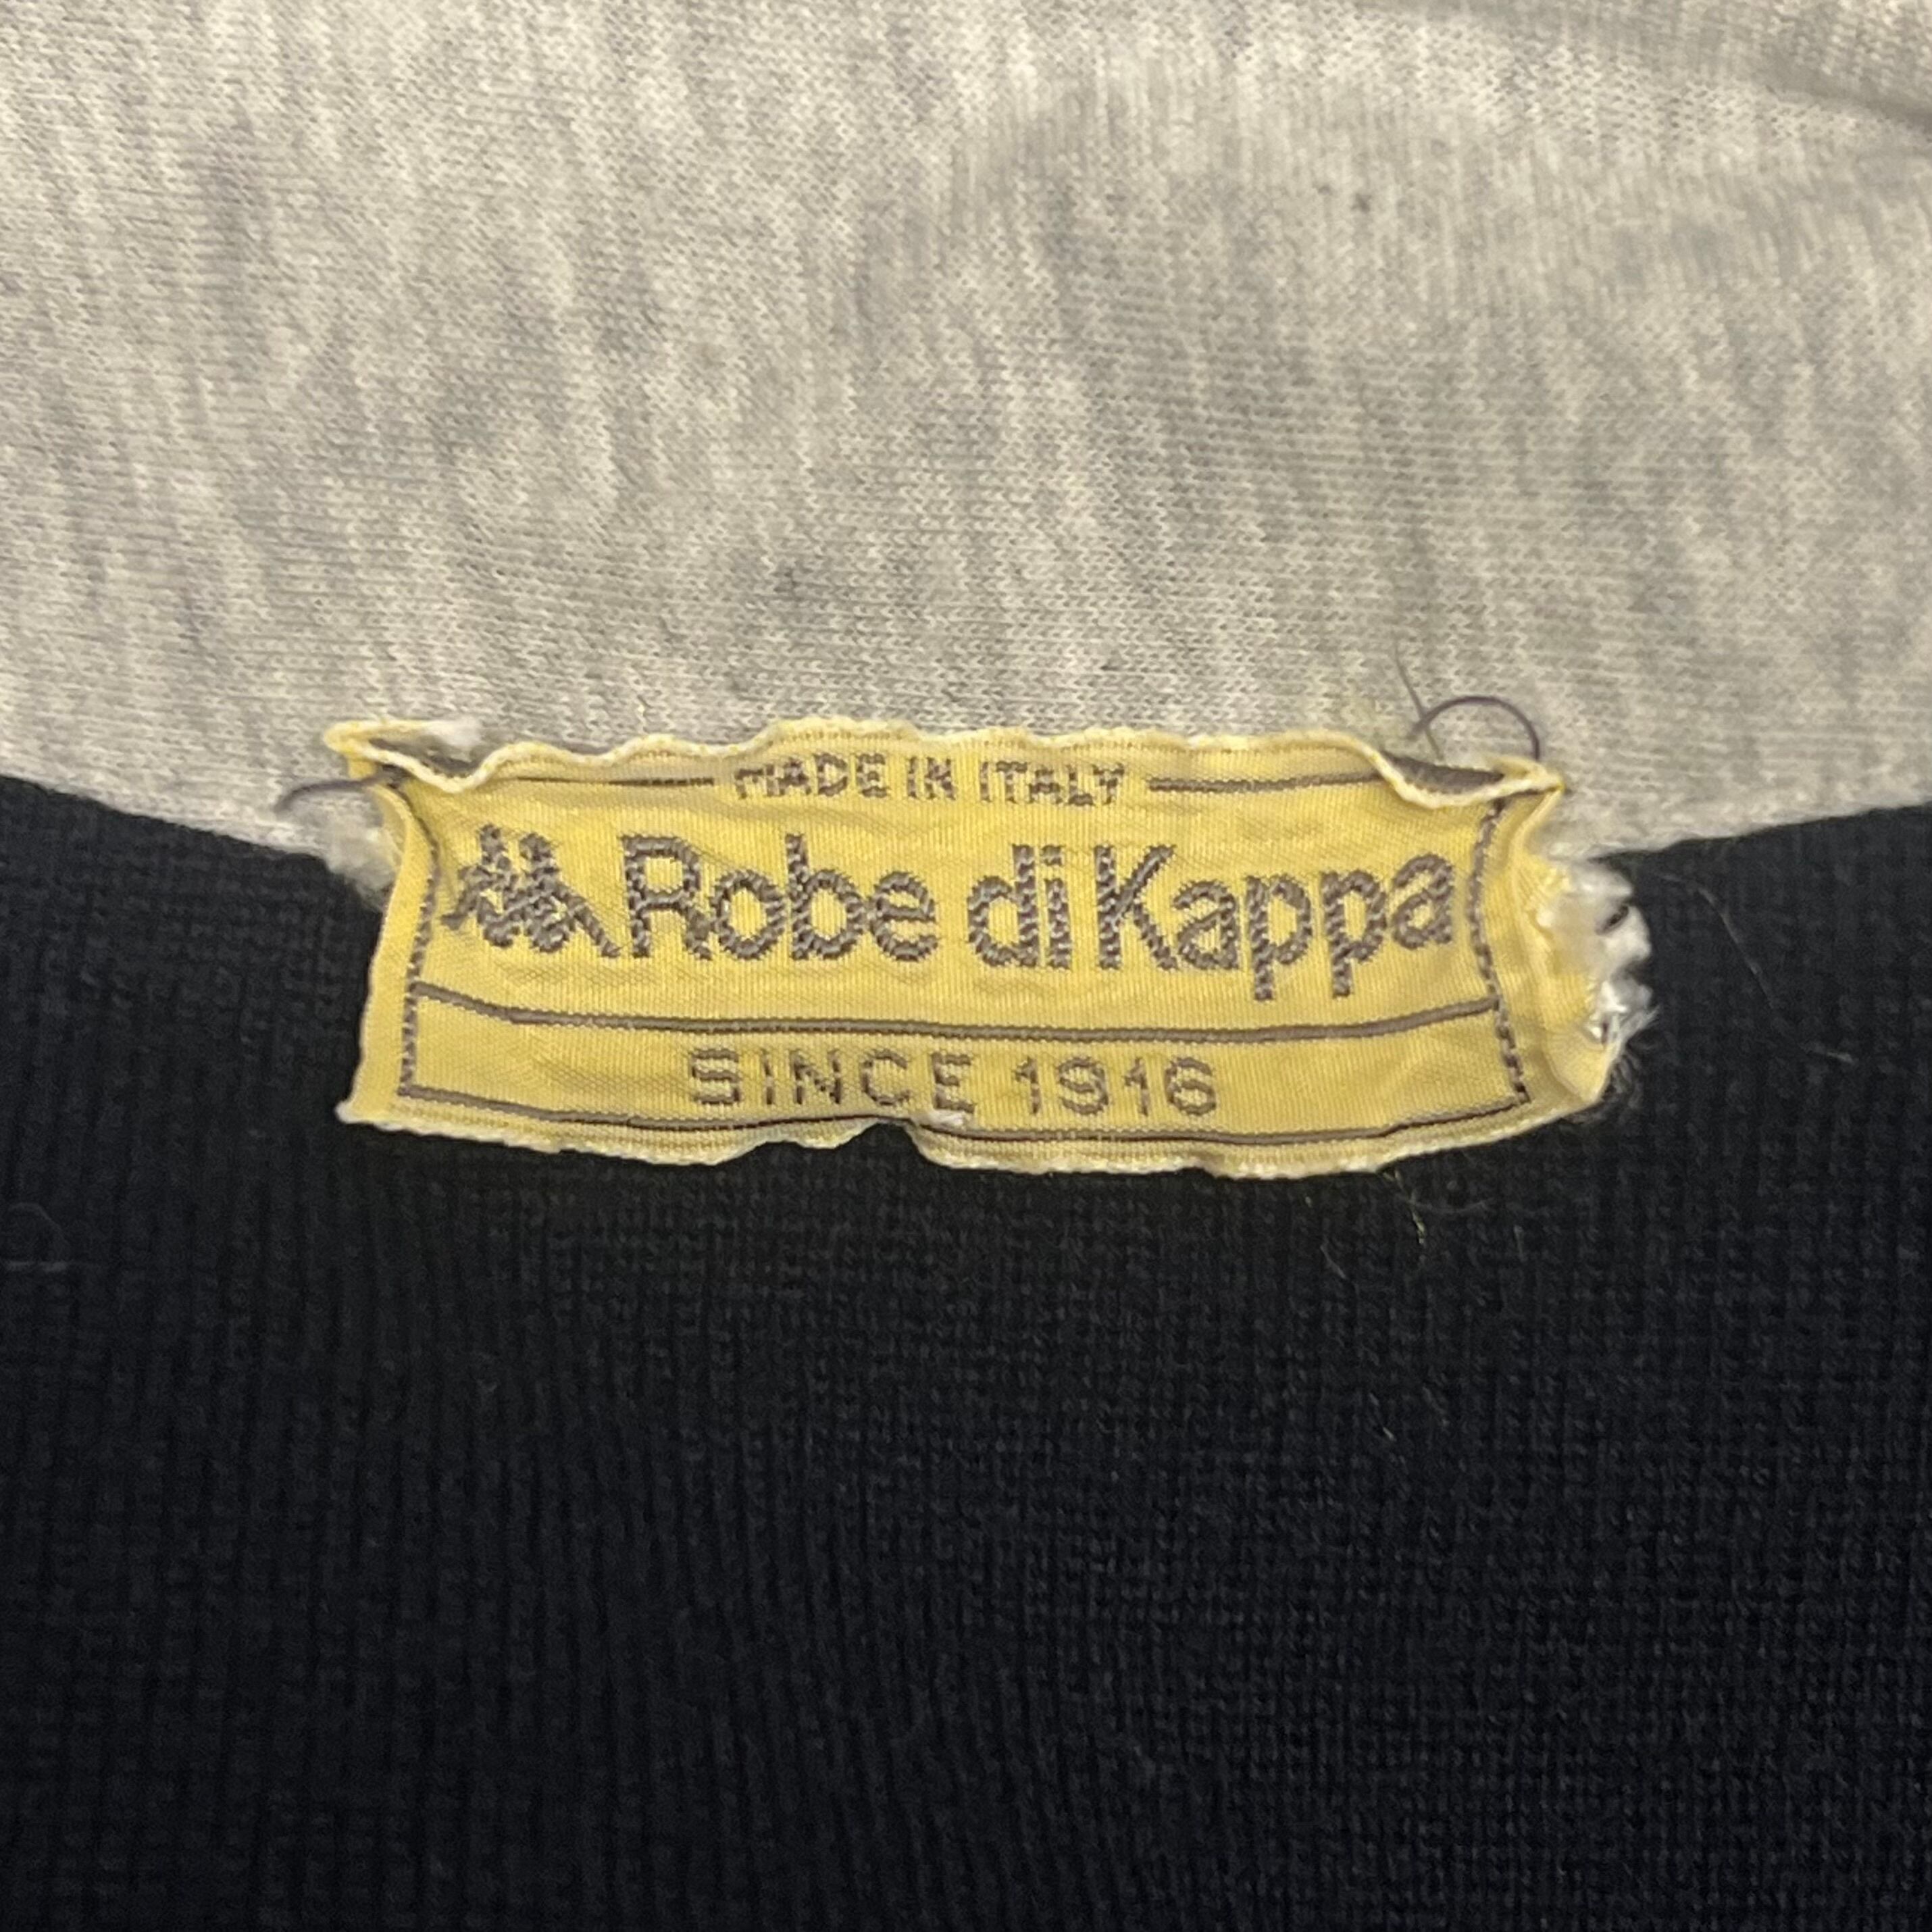 MADE IN ITALY
Robe di Kappa
SINCE 1916